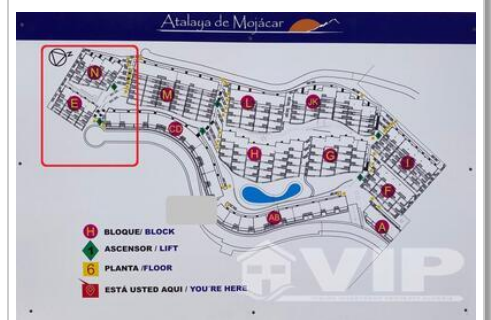 Atalaya de Mojácar
N
N
E
M
L
JK
CD
H
G
I
F
AB
A
H BLOQUE/ BLOCK
1 ASCENSOR / LIFT
6 PLANTA /FLOOR
ESTÁ USTED AQUI / YOU'RE HERE
VIP